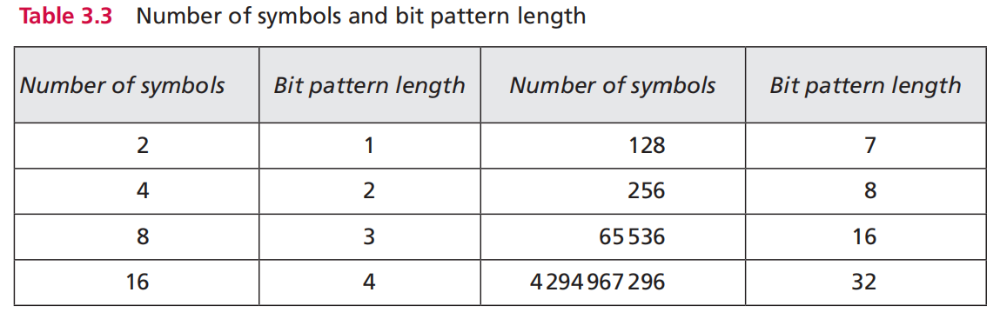 Table 3.3 Number of symbols and bit pattern length
Number of symbols Bit pattern length Number of symbols Bit pattern length
2 1 128 7
4 2 256 8
8 3 65 536 16
16 4 4 294 967 296 32